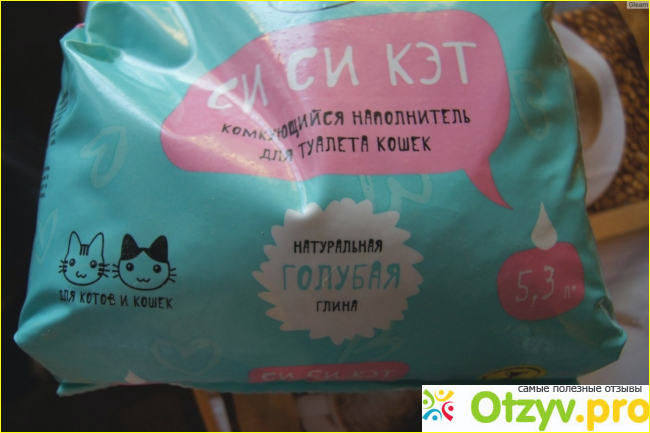 Gleam
СИ СИ КЭТ
КОМКУЮЩИЙСЯ НАПОЛНИТЕЛЬ
ДЛЯ ТУАЛЕТА КОШЕК
НАТУРАЛЬНАЯ
ГОЛУБАЯ
ГЛИНА
ДЛЯ КОТОВ И КОШЕК
5,3 л*
СИ СИ КЭТ
самые полезные отзывы
Otzyv.pro